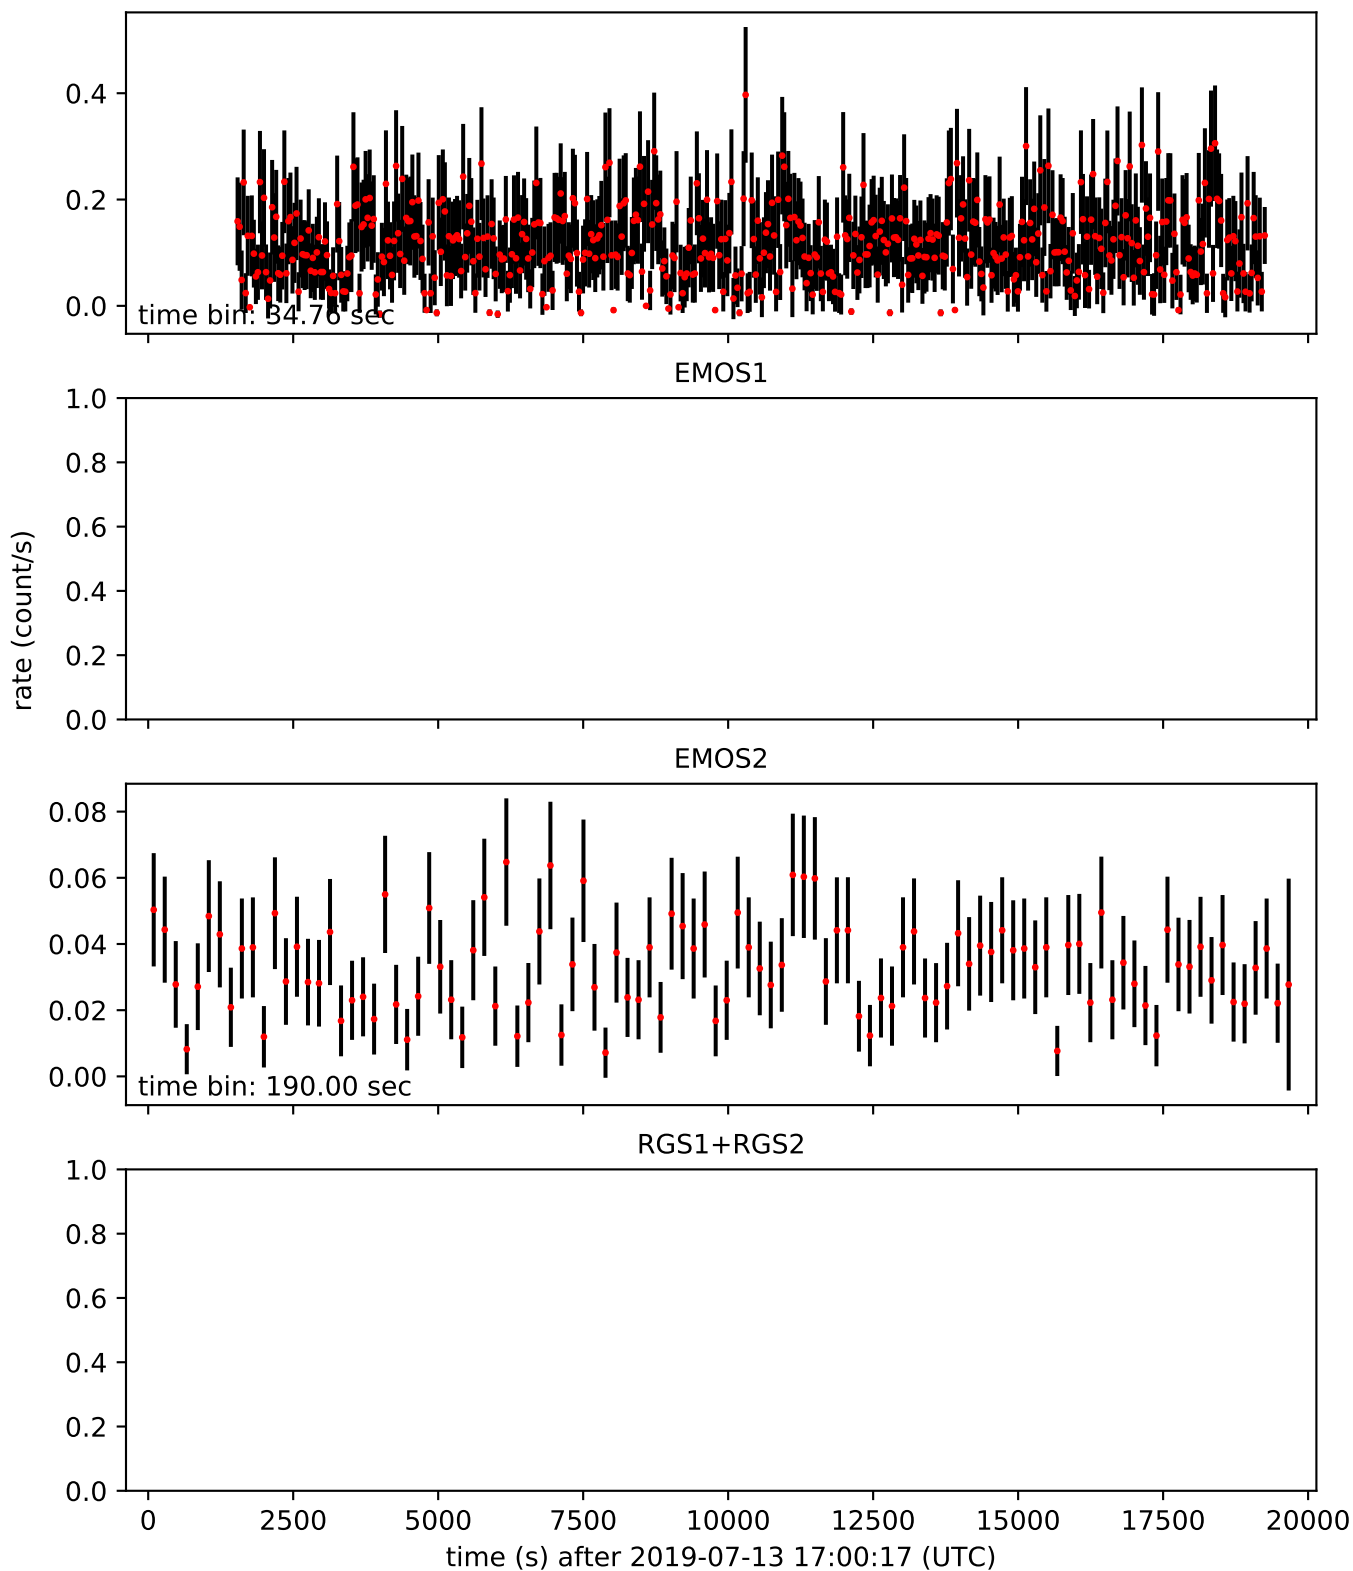 0.4
0.2
0.0
time bin: 34.76 sec
EMOS1
1.0
0.8
0.6
0.4
0.2
0.0
rate (count/s)
EMOS2
0.08
0.06
0.04
0.02
0.00
time bin: 190.00 sec
RGS1+RGS2
1.0
0.8
0.6
0.4
0.2
0.0
0 2500 5000 7500 10000 12500 15000 17500 20000
time (s) after 2019-07-13 17:00:17 (UTC)